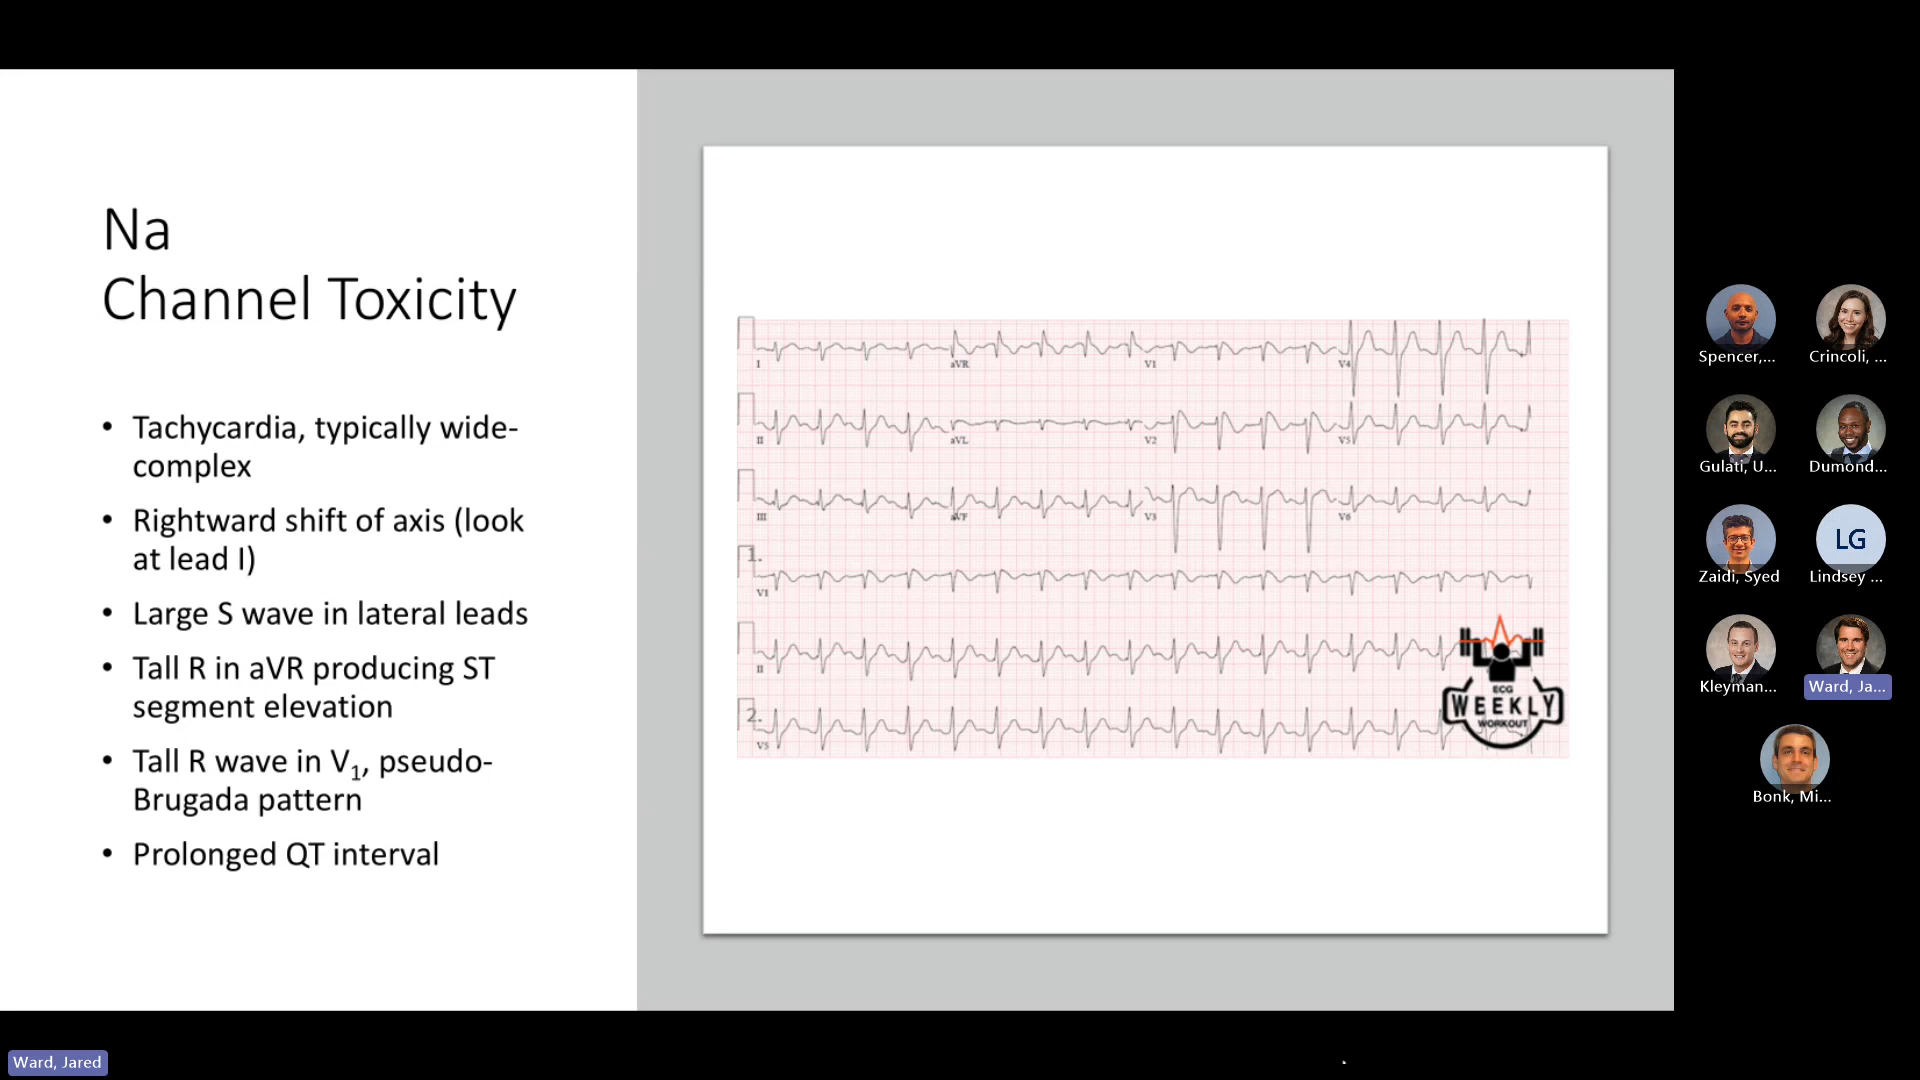 Na
Channel Toxicity
• Tachycardia, typically wide-
complex
• Rightward shift of axis (look
at lead I)
• Large S wave in lateral leads
• Tall R in aVR producing ST
segment elevation
• Tall R wave in V1, pseudo-
Brugada pattern
• Prolonged QT interval
I aVR V1 V4
II aVL V2 V5
III aVF V3 V6
1.
V1
II
2.
V5
ECG
WEEKLY
WORKOUT
Spencer,... Crincoli, ...
Gulati, U... Dumond...
LG
Zaidi, Syed Lindsey ...
Kleyman... Ward, Ja...
Bonk, Mi...
Ward, Jared